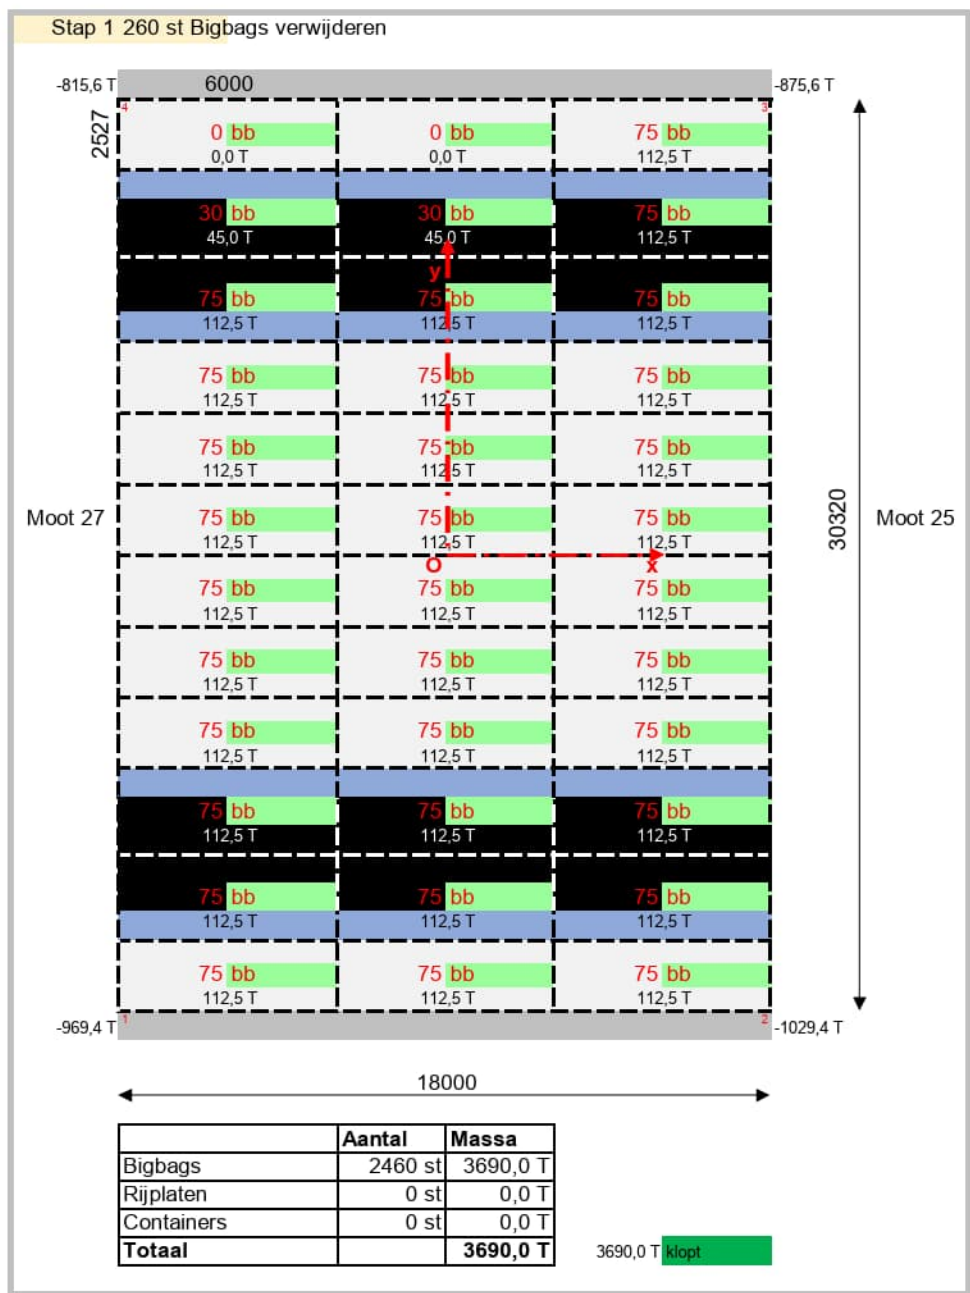 Stap 1 260 st Bigbags verwijderen
-815,6 T 6000 -875,6 T
4 3
2527
0 bb 0 bb 75 bb
0,0 T 0,0 T 112,5 T
30 bb 30 bb 75 bb
45,0 T 45,0 T 112,5 T
y
75 bb 75 bb 75 bb
112,5 T 112,5 T 112,5 T
75 bb 75 bb 75 bb
112,5 T 112,5 T 112,5 T
75 bb 75 bb 75 bb
112,5 T 112,5 T 112,5 T
Moot 27 75 bb 75 bb 75 bb 30320 Moot 25
112,5 T 112,5 T 112,5 T
O x
75 bb 75 bb 75 bb
112,5 T 112,5 T 112,5 T
75 bb 75 bb 75 bb
112,5 T 112,5 T 112,5 T
75 bb 75 bb 75 bb
112,5 T 112,5 T 112,5 T
75 bb 75 bb 75 bb
112,5 T 112,5 T 112,5 T
75 bb 75 bb 75 bb
112,5 T 112,5 T 112,5 T
75 bb 75 bb 75 bb
112,5 T 112,5 T 112,5 T
1 2
-969,4 T -1029,4 T
18000
Aantal Massa
Bigbags 2460 st 3690,0 T
Rijplaten 0 st 0,0 T
Containers 0 st 0,0 T
Totaal 3690,0 T 3690,0 T klopt